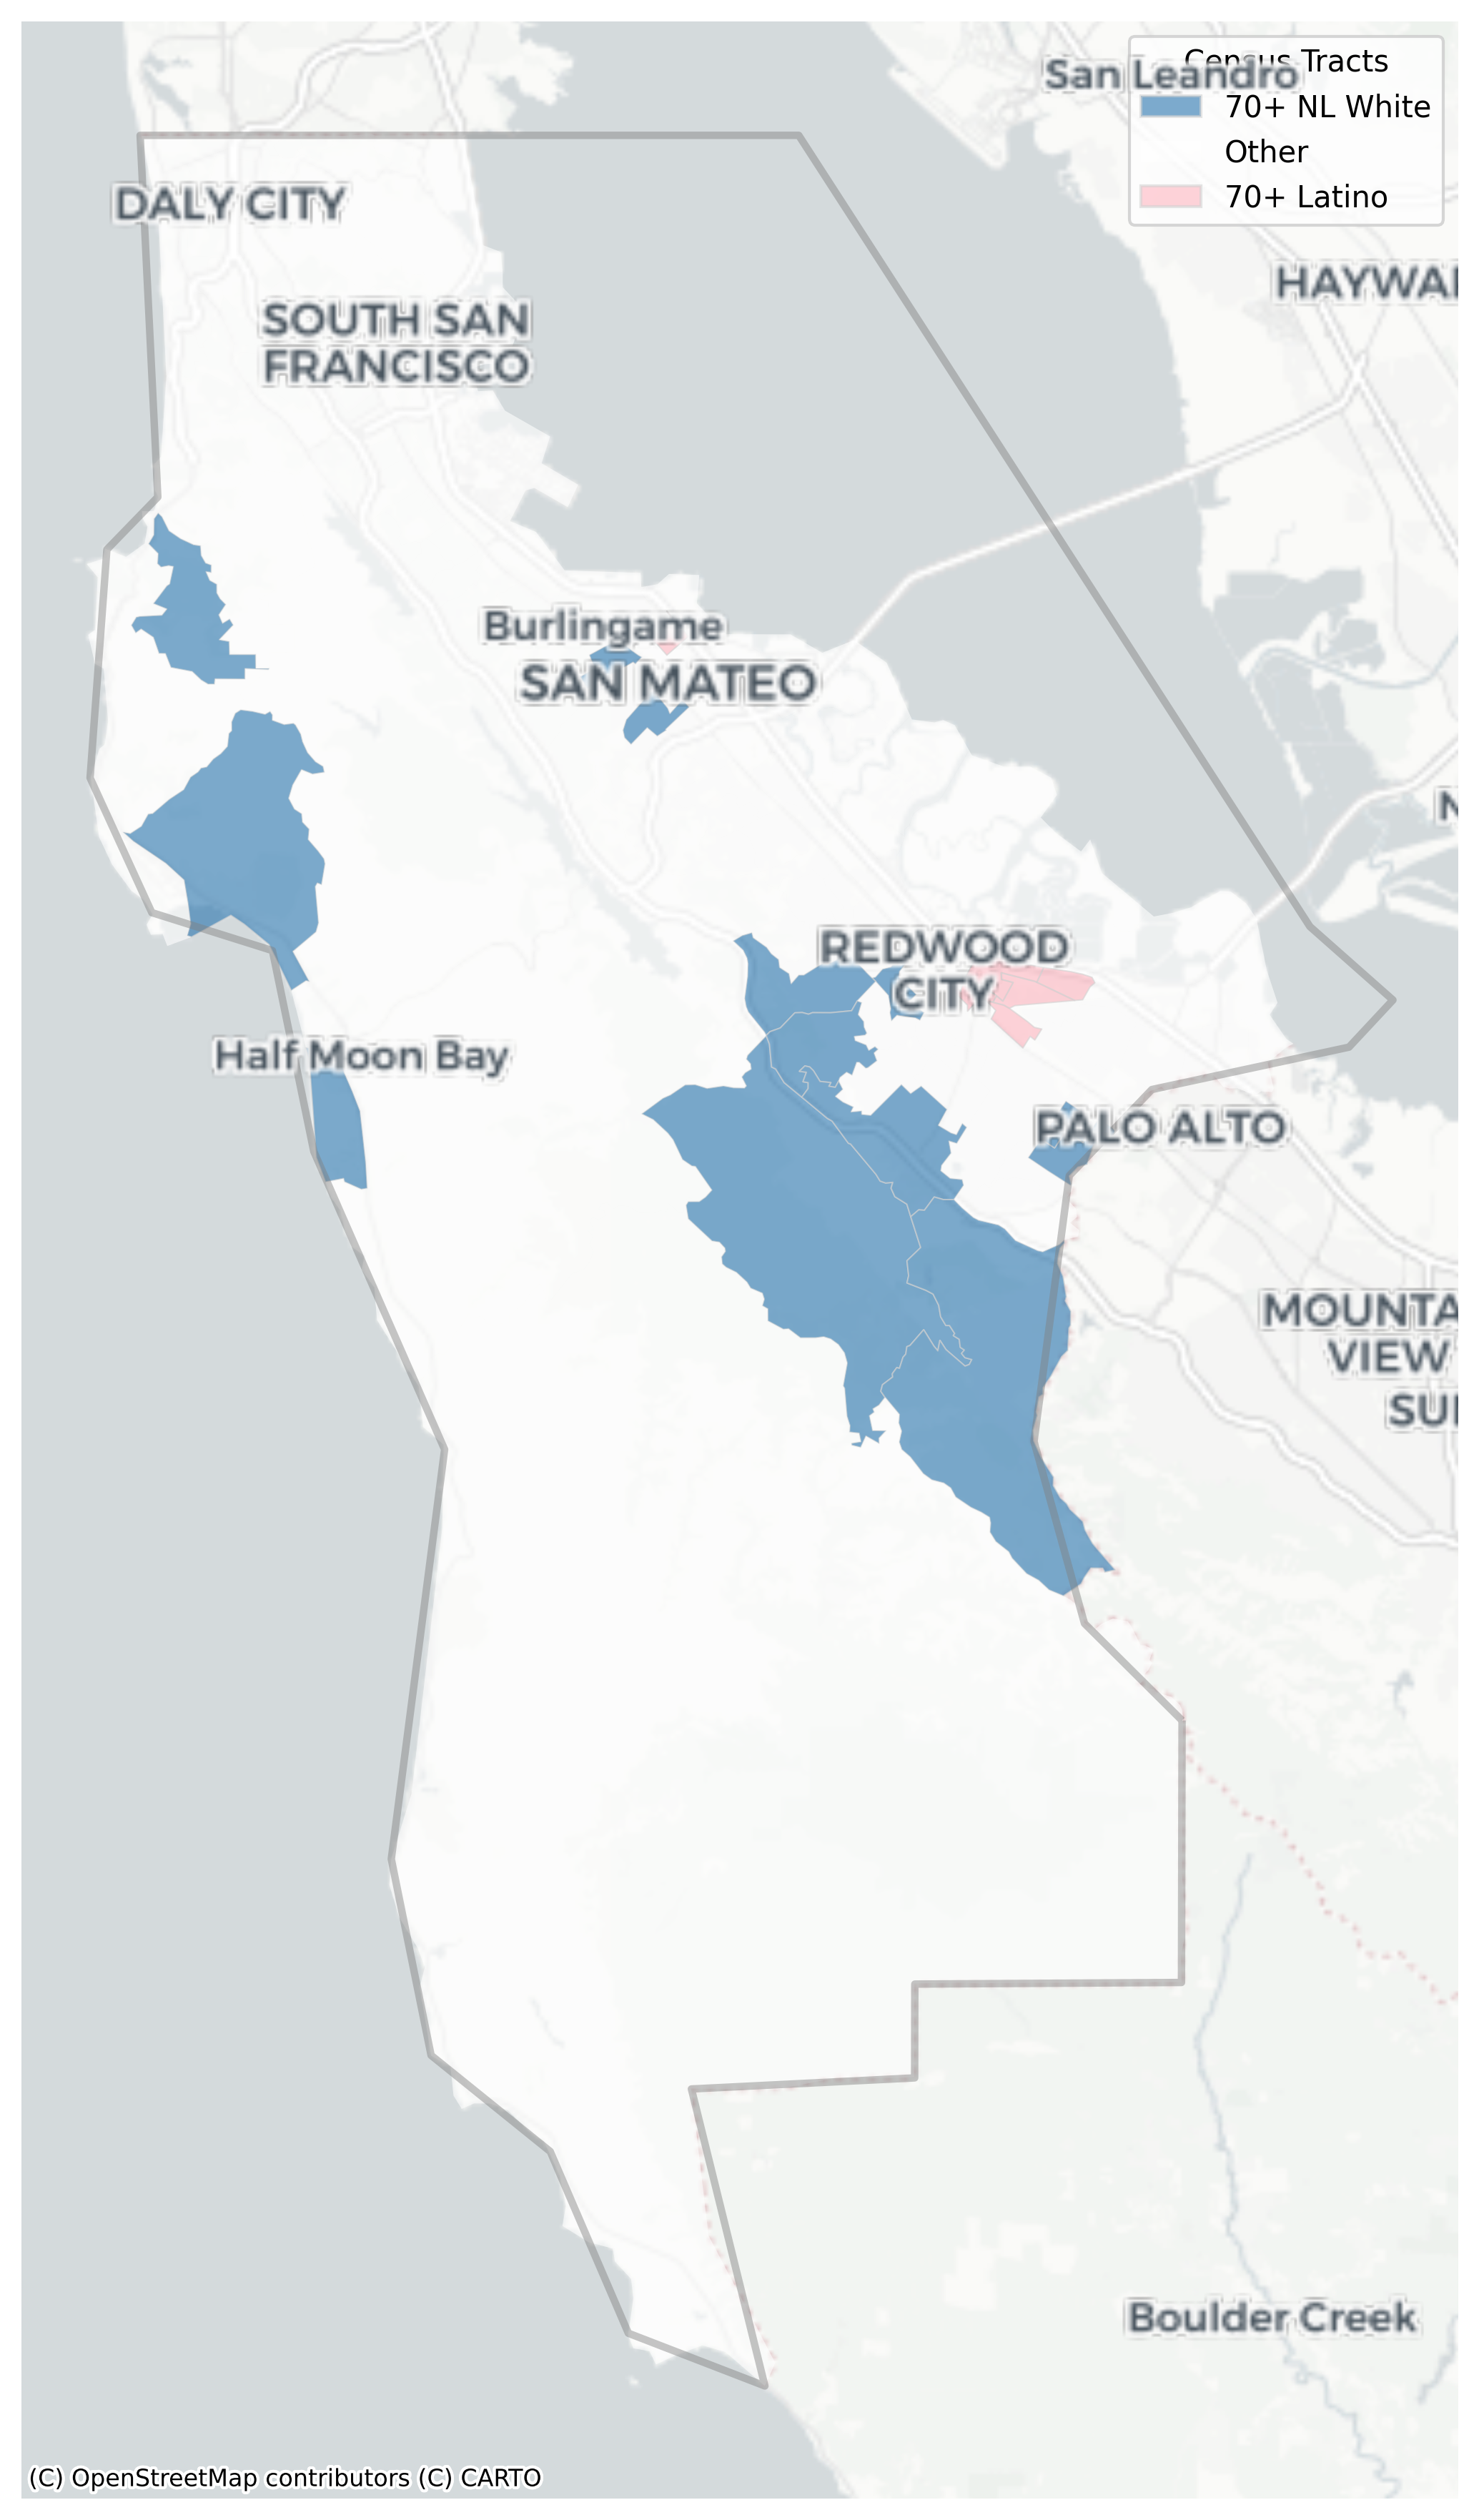 Census Tracts
San Leandro
70+ NL White
Other
70+ Latino
DALY CITY
HAYWAI
SOUTH SAN
FRANCISCO
Burlingame
SAN MATEO
N
REDWOOD
CITY
Half Moon Bay
PALO ALTO
MOUNTA
VIEW
SU
Boulder Creek
(C) OpenStreetMap contributors (C) CARTO